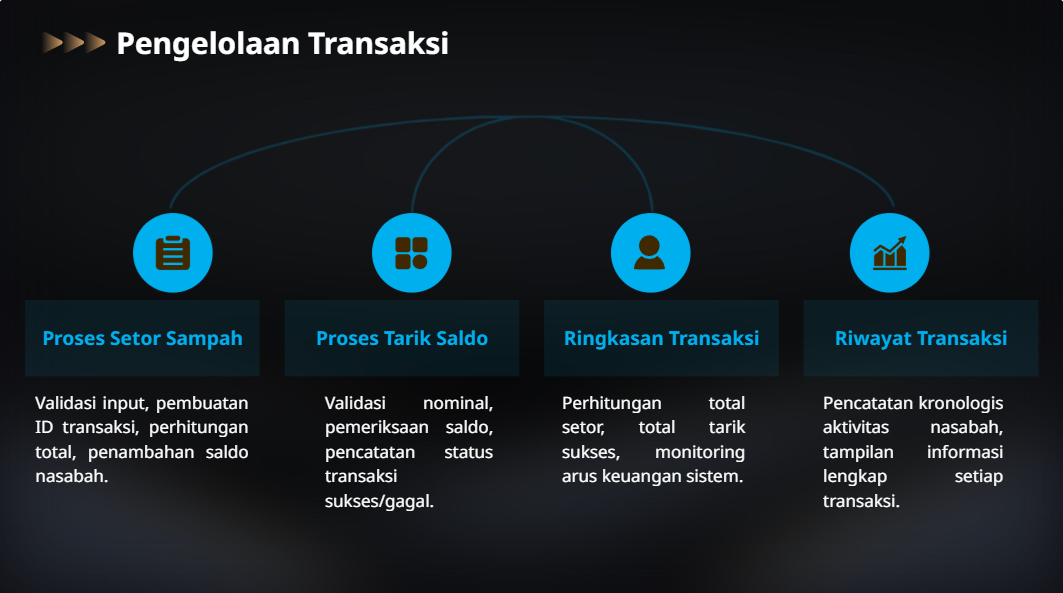 Pengelolaan Transaksi
Proses Setor Sampah
Validasi input, pembuatan
ID transaksi, perhitungan
total, penambahan saldo
nasabah.
Proses Tarik Saldo
Validasi nominal,
pemeriksaan saldo,
pencatatan status
transaksi
sukses/gagal.
Ringkasan Transaksi
Perhitungan total
setor, total tarik
sukses, monitoring
arus keuangan sistem.
Riwayat Transaksi
Pencatatan kronologis
aktivitas nasabah,
tampilan informasi
lengkap setiap
transaksi.